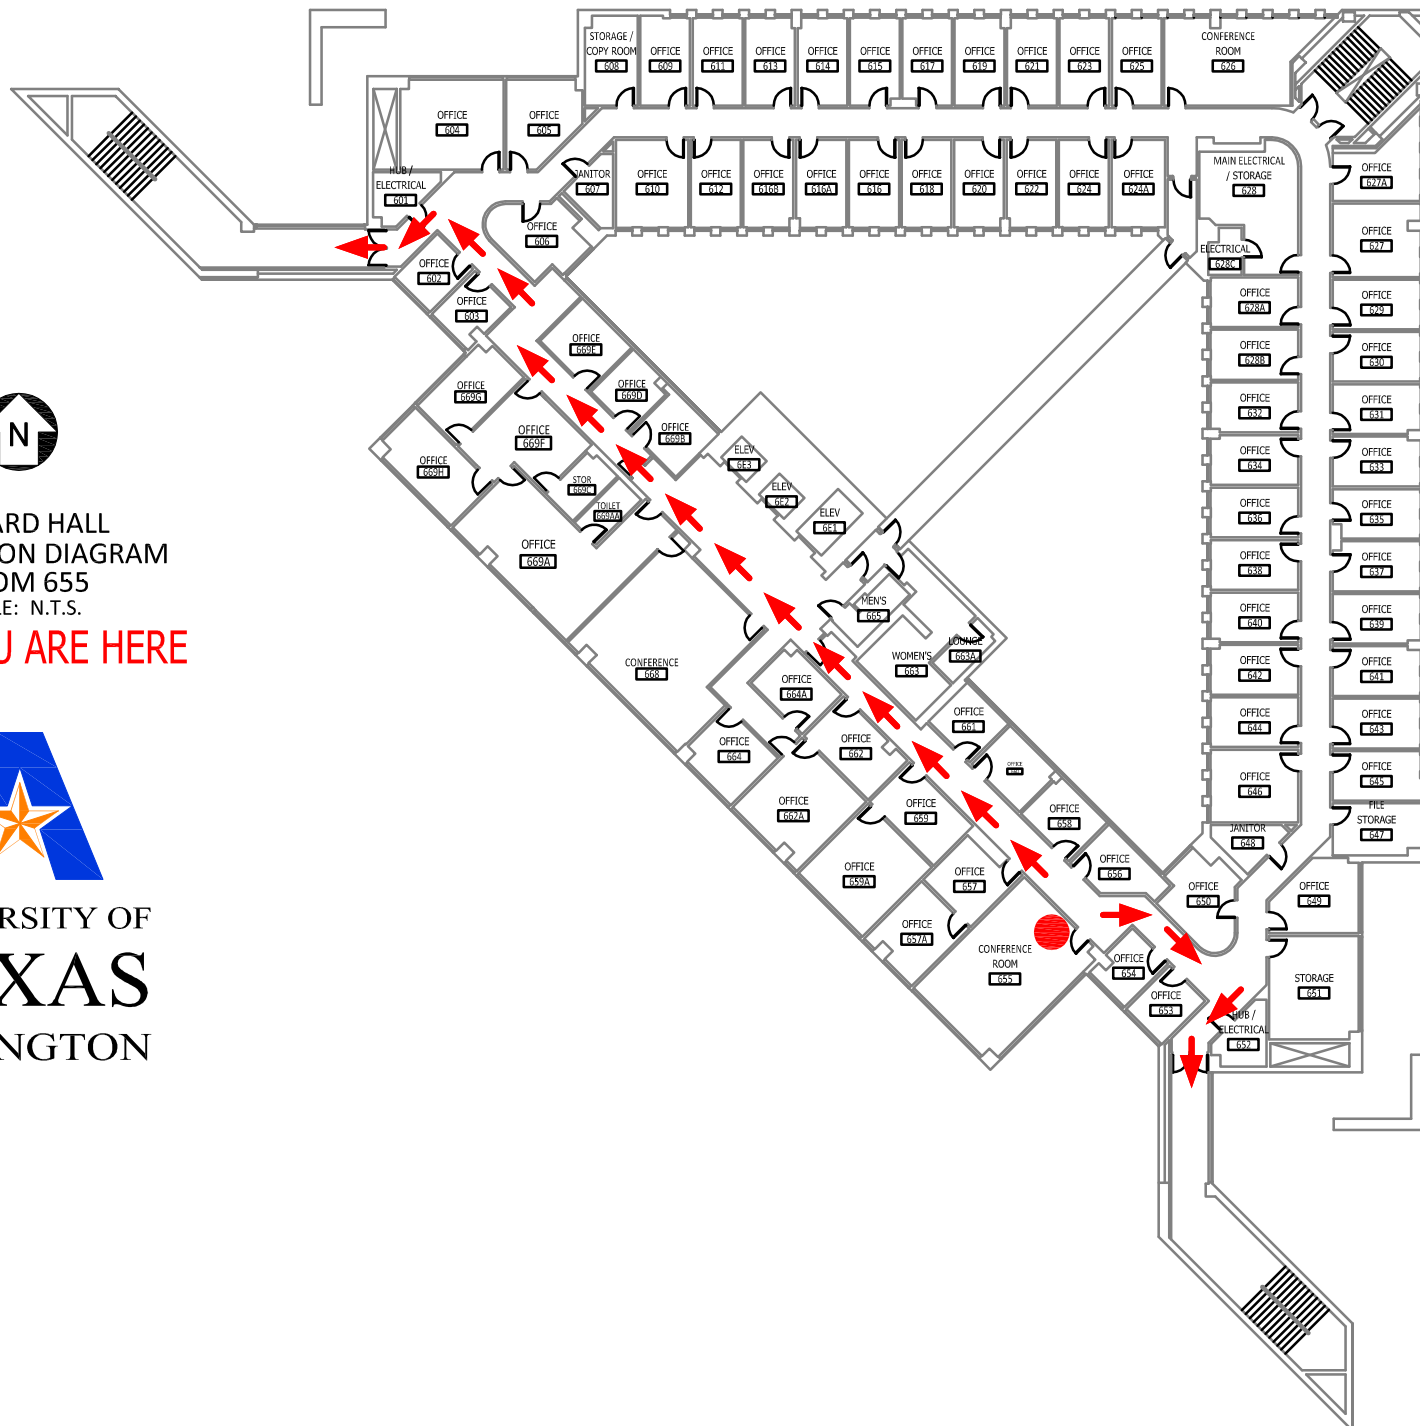 STORAGE /
COPY ROOM
608
OFFICE
609
OFFICE
611
OFFICE
613
OFFICE
614
OFFICE
615
OFFICE
617
OFFICE
619
OFFICE
621
OFFICE
623
OFFICE
625
CONFERENCE
ROOM
626
OFFICE
604
OFFICE
605
HUB /
ELECTRICAL
601
JANITOR
607
OFFICE
610
OFFICE
612
OFFICE
616B
OFFICE
616A
OFFICE
616
OFFICE
618
OFFICE
620
OFFICE
622
OFFICE
624
OFFICE
624A
MAIN ELECTRICAL
/ STORAGE
628
OFFICE
627A
OFFICE
606
OFFICE
627
ELECTRICAL
628C
OFFICE
602
OFFICE
603
OFFICE
628A
OFFICE
629
OFFICE
669E
OFFICE
628B
OFFICE
630
OFFICE
669G
OFFICE
669D
OFFICE
632
OFFICE
631
OFFICE
669F
OFFICE
669B
N
OFFICE
669H
ELEV
6E3
OFFICE
634
OFFICE
633
STOR
669C
ELEV
6E2
TOILET
669AA
ELEV
6E1
OFFICE
636
OFFICE
635
ARD HALL
ON DIAGRAM
OM 655
LE: N.T.S.
U ARE HERE
OFFICE
669A
OFFICE
638
OFFICE
637
MEN'S
665
OFFICE
640
OFFICE
639
CONFERENCE
668
WOMEN'S
663
LOUNGE
663A
OFFICE
642
OFFICE
641
OFFICE
664A
OFFICE
661
OFFICE
644
OFFICE
643
OFFICE
664
OFFICE
662
OFFICE
OFFICE
646
OFFICE
645
OFFICE
662A
OFFICE
659
OFFICE
658
JANITOR
648
FILE
STORAGE
647
OFFICE
659A
OFFICE
657
OFFICE
656
OFFICE
650
OFFICE
649
OFFICE
657A
CONFERENCE
ROOM
655
OFFICE
654
OFFICE
653
STORAGE
651
HUB /
ELECTRICAL
652
RSITY OF
XAS
NGTON